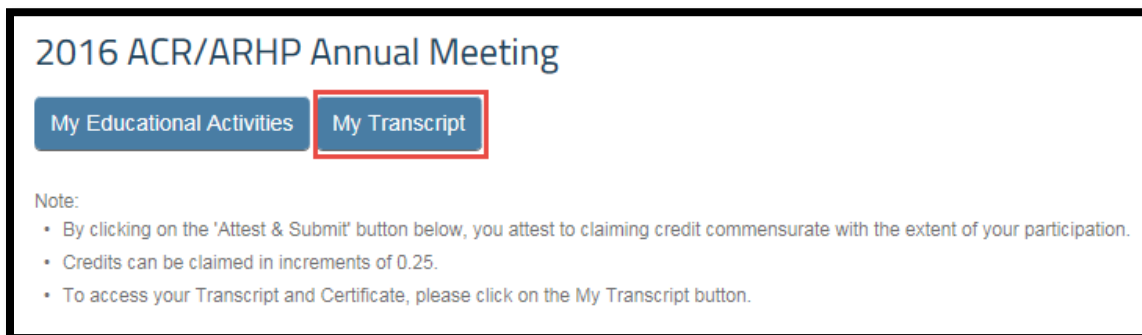 2016 ACR/ARHP Annual Meeting
My Educational Activities My Transcript
Note:
• By clicking on the 'Attest & Submit' button below, you attest to claiming credit commensurate with the extent of your participation.
• Credits can be claimed in increments of 0.25.
• To access your Transcript and Certificate, please click on the My Transcript button.